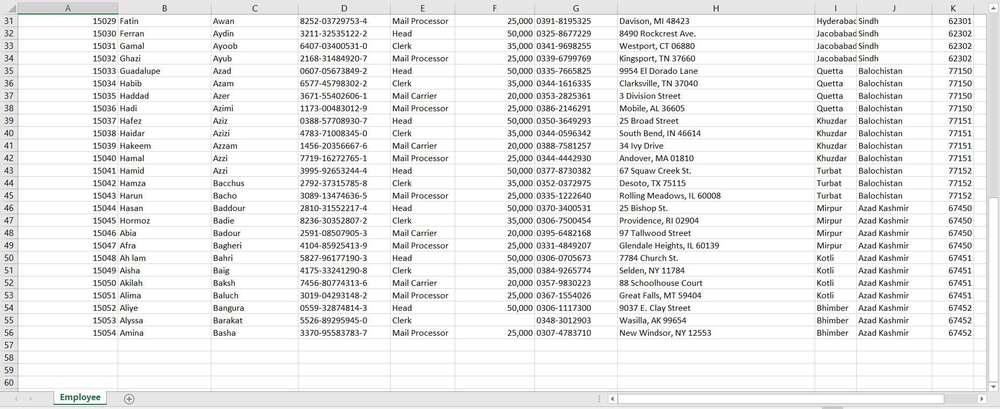 A B C D E F G H I J K
31 15029 Fatin Awan 8252-03729753-4 Mail Processor 25,000 0391-8195325 Davison, MI 48423 Hyderabad Sindh 62301
32 15030 Ferran Aydin 3211-32535122-2 Head 50,000 0325-8677229 8490 Rockcrest Ave. Jacobabad Sindh 62302
33 15031 Gamal Ayoob 6407-03400531-0 Clerk 35,000 0341-9698255 Westport, CT 06880 Jacobabad Sindh 62302
34 15032 Ghazi Ayub 2168-31484920-7 Mail Processor 25,000 0339-6799769 Kingsport, TN 37660 Jacobabad Sindh 62302
35 15033 Guadalupe Azad 0607-05673849-2 Head 50,000 0335-7665825 9954 El Dorado Lane Quetta Balochistan 77150
36 15034 Habib Azam 6577-45798302-2 Clerk 35,000 0344-1616335 Clarksville, TN 37040 Quetta Balochistan 77150
37 15035 Haddad Azer 3671-55402606-1 Mail Carrier 20,000 0353-2825361 3 Division Street Quetta Balochistan 77150
38 15036 Hadi Azimi 1173-00483012-9 Mail Processor 25,000 0386-2146291 Mobile, AL 36605 Quetta Balochistan 77150
39 15037 Hafez Aziz 0388-57708930-7 Head 50,000 0350-3649293 25 Broad Street Khuzdar Balochistan 77151
40 15038 Haidar Azizi 4783-71008345-0 Clerk 35,000 0344-0596342 South Bend, IN 46614 Khuzdar Balochistan 77151
41 15039 Hakeem Azzam 1456-20356667-6 Mail Carrier 20,000 0388-7581257 34 Ivy Drive Khuzdar Balochistan 77151
42 15040 Hamal Azzi 7719-16272765-1 Mail Processor 25,000 0344-4442930 Andover, MA 01810 Khuzdar Balochistan 77151
43 15041 Hamid Azzi 3995-92653244-4 Head 50,000 0377-8730382 67 Squaw Creek St. Turbat Balochistan 77152
44 15042 Hamza Bacchus 2792-37315785-8 Clerk 35,000 0352-0372975 Desoto, TX 75115 Turbat Balochistan 77152
45 15043 Harun Bacho 3089-13474636-5 Mail Processor 25,000 0335-1222640 Rolling Meadows, IL 60008 Turbat Balochistan 77152
46 15044 Hasan Baddour 2810-31552217-4 Head 50,000 0370-3400531 25 Bishop St. Mirpur Azad Kashmir 67450
47 15045 Hormoz Badie 8236-30352807-2 Clerk 35,000 0306-7500454 Providence, RI 02904 Mirpur Azad Kashmir 67450
48 15046 Abia Badour 2591-08507905-3 Mail Carrier 20,000 0395-6482168 97 Tallwood Street Mirpur Azad Kashmir 67450
49 15047 Afra Bagheri 4104-85925413-9 Mail Processor 25,000 0331-4849207 Glendale Heights, IL 60139 Mirpur Azad Kashmir 67450
50 15048 Ah lam Bahri 5827-96177190-3 Head 50,000 0306-0705673 7784 Church St. Kotli Azad Kashmir 67451
51 15049 Aisha Baig 4175-33241290-8 Clerk 35,000 0384-9265774 Selden, NY 11784 Kotli Azad Kashmir 67451
52 15050 Akilah Baksh 7456-80774313-6 Mail Carrier 20,000 0357-9830223 88 Schoolhouse Court Kotli Azad Kashmir 67451
53 15051 Alima Baluch 3019-04293148-2 Mail Processor 25,000 0367-1554026 Great Falls, MT 59404 Kotli Azad Kashmir 67451
54 15052 Aliye Bangura 0559-32874814-3 Head 50,000 0306-1117300 9037 E. Clay Street Bhimber Azad Kashmir 67452
55 15053 Alyssa Barakat 5526-89295945-0 Clerk 0348-3012903 Wasilla, AK 99654 Bhimber Azad Kashmir 67452
56 15054 Amina Basha 3370-95583783-7 Mail Processor 25,000 0307-4783710 New Windsor, NY 12553 Bhimber Azad Kashmir 67452
57
58
59
60
Employee